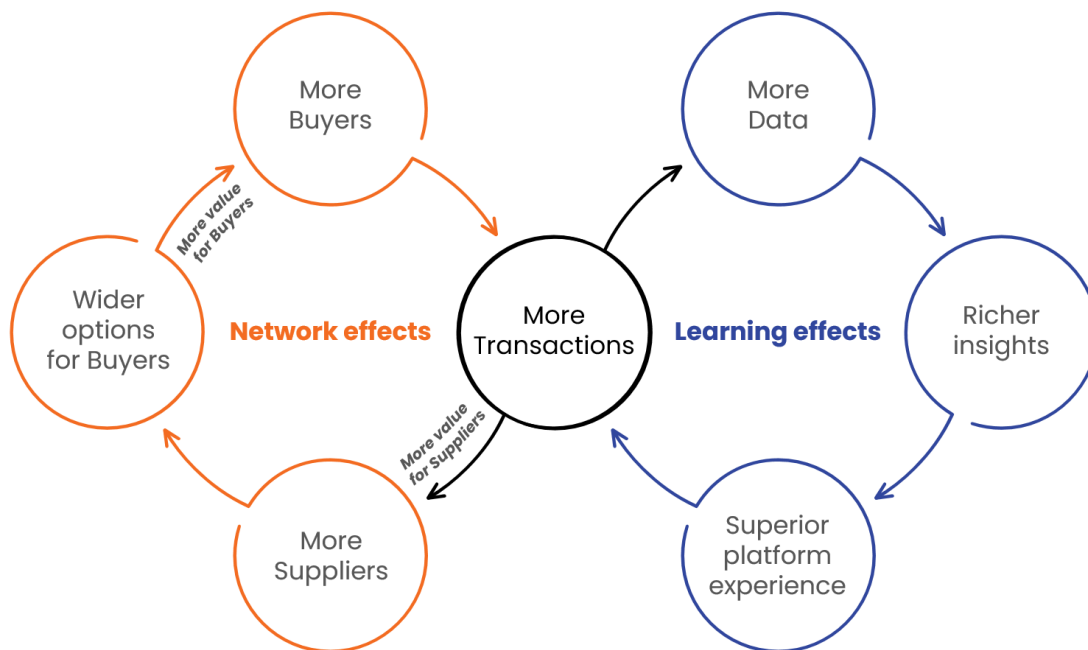 More
Buyers
More
Data
More value
for Buyers
Wider
options
for Buyers
Network effects
More
Transactions
Learning effects
Richer
insights
More value
for Suppliers
More
Suppliers
Superior
platform
experience